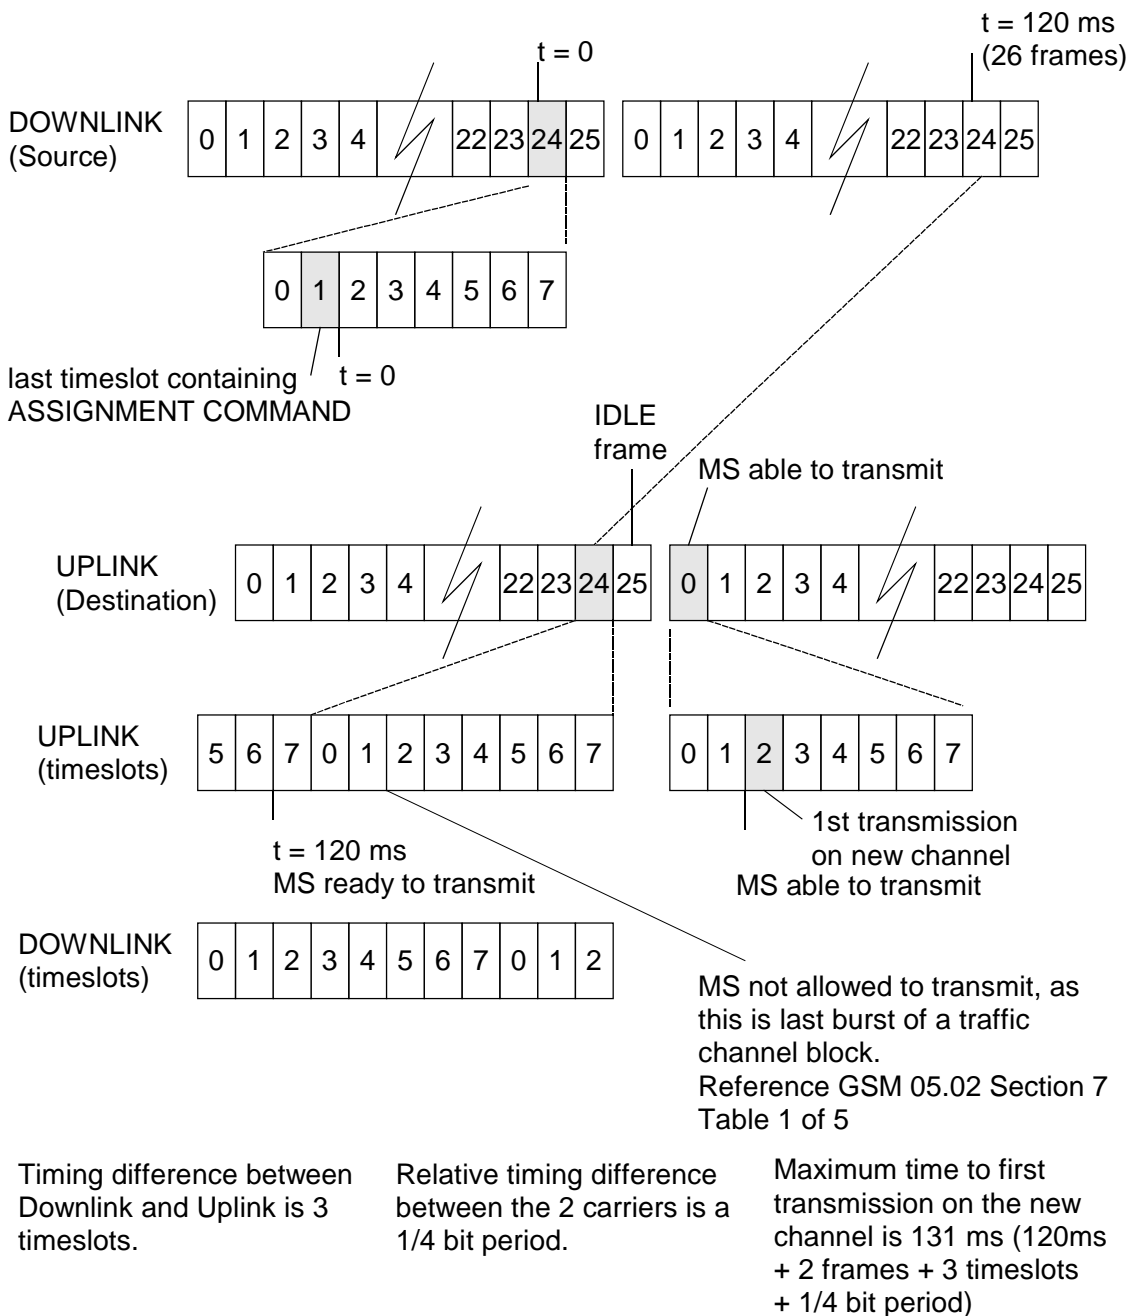 t = 120 ms
(26 frames)
t = 0
DOWNLINK
(Source)
0 1 2 3 4 22 23 24 25 0 1 2 3 4 22 23 24 25
0 1 2 3 4 5 6 7
last timeslot containing
ASSIGNMENT COMMAND
t = 0
IDLE
frame
MS able to transmit
UPLINK
(Destination)
0 1 2 3 4 22 23 24 25 0 1 2 3 4 22 23 24 25
UPLINK
(timeslots)
5 6 7 0 1 2 3 4 5 6 7 0 1 2 3 4 5 6 7
t = 120 ms
MS ready to transmit
1st transmission
on new channel
MS able to transmit
DOWNLINK
(timeslots)
0 1 2 3 4 5 6 7 0 1 2
MS not allowed to transmit, as
this is last burst of a traffic
channel block.
Reference GSM 05.02 Section 7
Table 1 of 5
Timing difference between
Downlink and Uplink is 3
timeslots.
Relative timing difference
between the 2 carriers is a
1/4 bit period.
Maximum time to first
transmission on the new
channel is 131 ms (120ms
+ 2 frames + 3 timeslots
+ 1/4 bit period)